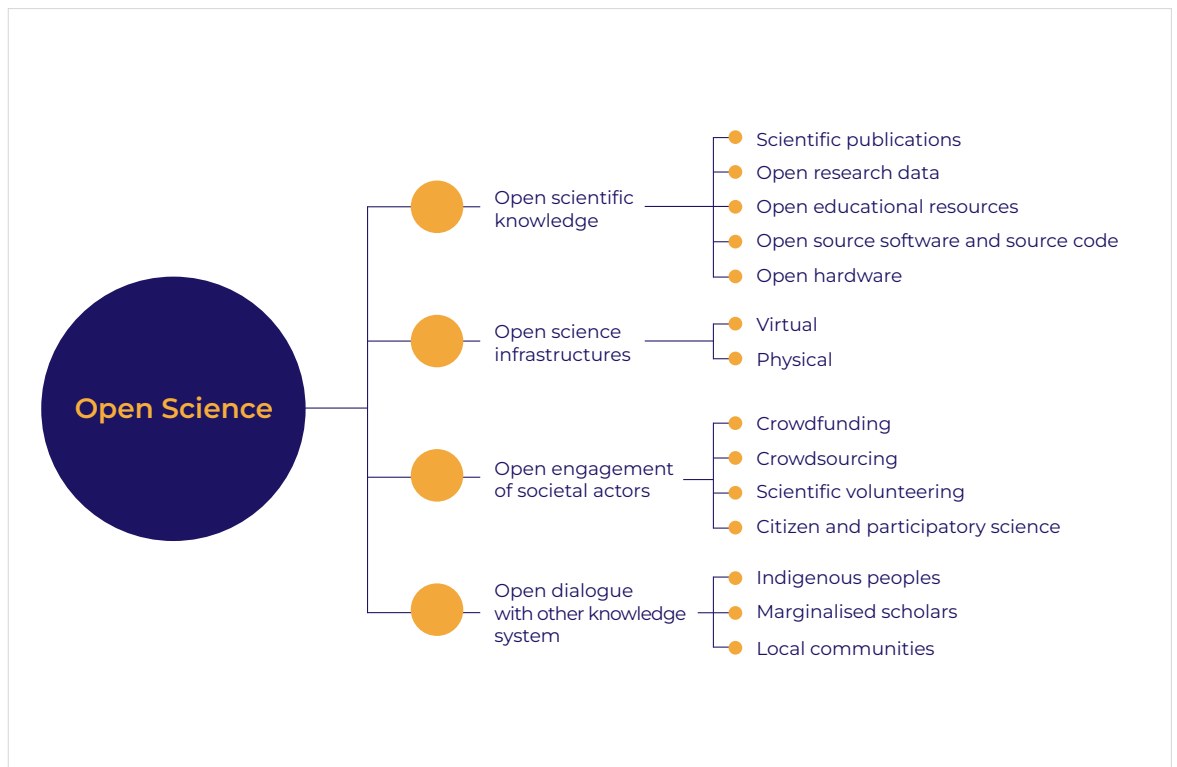 Open Science
Open scientific
knowledge
Scientific publications
Open research data
Open educational resources
Open source software and source code
Open hardware
Open science
infrastructures
Virtual
Physical
Open engagement
of societal actors
Crowdfunding
Crowdsourcing
Scientific volunteering
Citizen and participatory science
Open dialogue
with other knowledge
system
Indigenous peoples
Marginalised scholars
Local communities